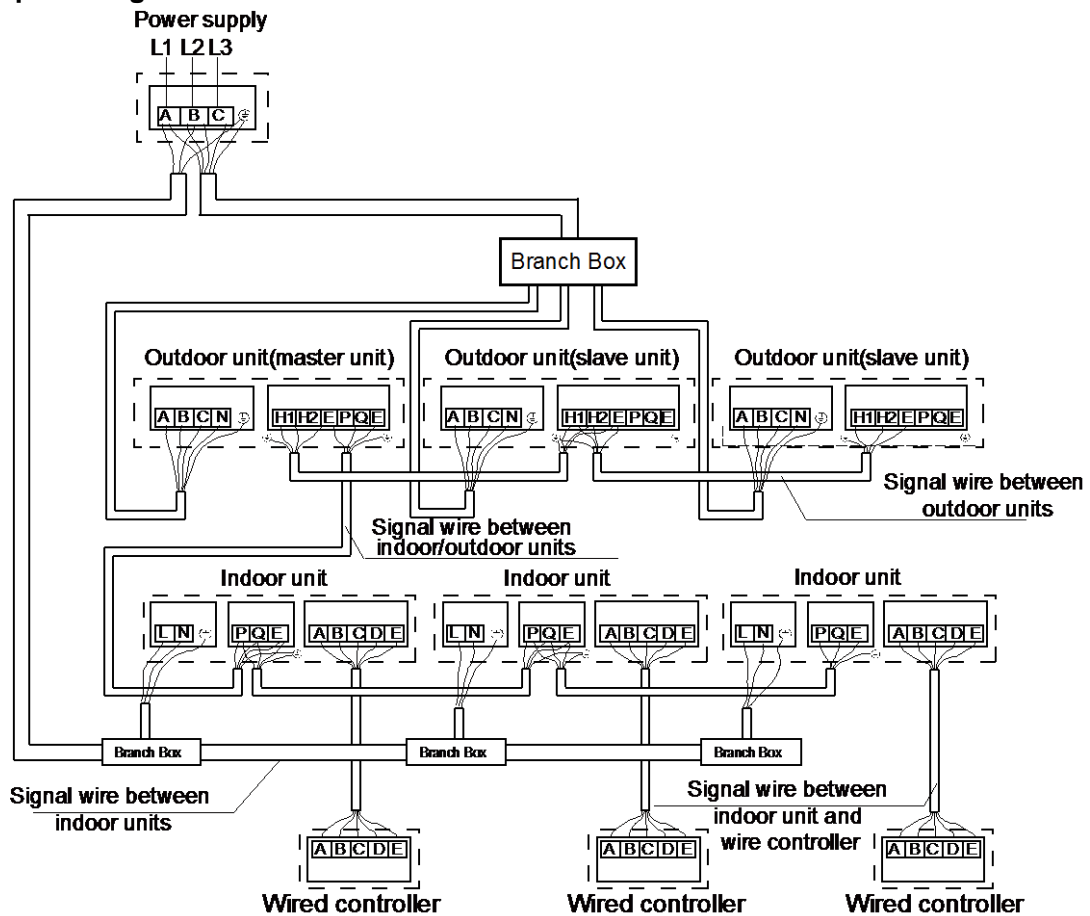 Power supply
L1 L2 L3
A B C
Branch Box
Outdoor unit(master unit) Outdoor unit(slave unit) Outdoor unit(slave unit)
A B C N H1 H2 E P Q E A B C N H1 H2 E P Q E A B C N H1 H2 E P Q E
Signal wire between
outdoor units
Signal wire between
indoor/outdoor units
Indoor unit Indoor unit Indoor unit
L N P Q E A B C D E L N P Q E A B C D E L N P Q E A B C D E
Branch Box Branch Box Branch Box
Signal wire between
indoor units
Signal wire between
indoor unit and
wire controller
A B C D E A B C D E A B C D E
Wired controller Wired controller Wired controller